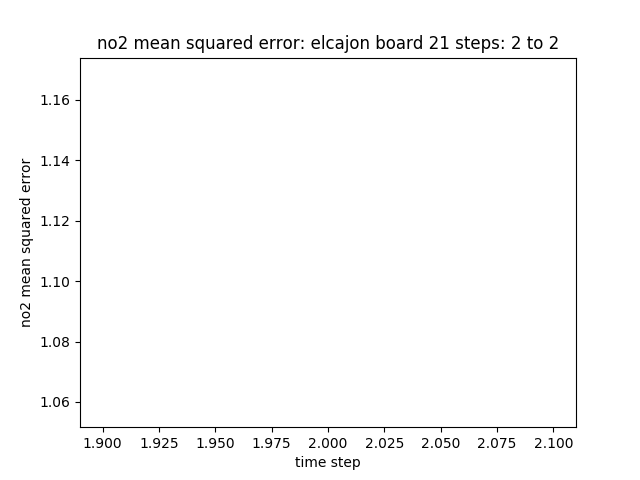 no2 mean squared error: elcajon board 21 steps: 2 to 2
no2 mean squared error
1.16
1.14
1.12
1.10
1.08
1.06
1.900 1.925 1.950 1.975 2.000 2.025 2.050 2.075 2.100
time step